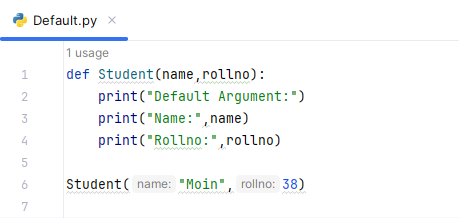 Default.py
1 usage
1 def Student(name,rollno):
2     print("Default Argument:")
3     print("Name:",name)
4     print("Rollno:",rollno)
5
6 Student( name: "Moin", rollno: 38)
7